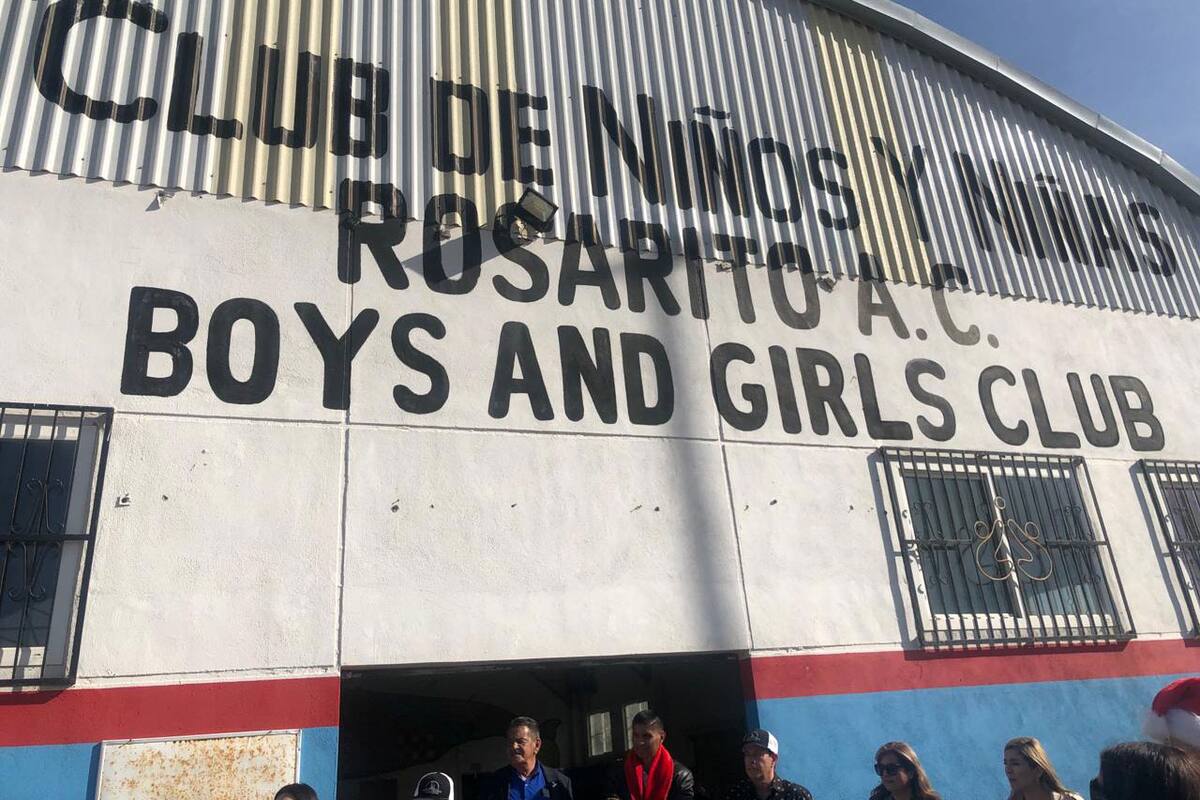 CLUB DE NIÑOS Y NIÑAS
ROSARITO A.C.
BOYS AND GIRLS CLUB